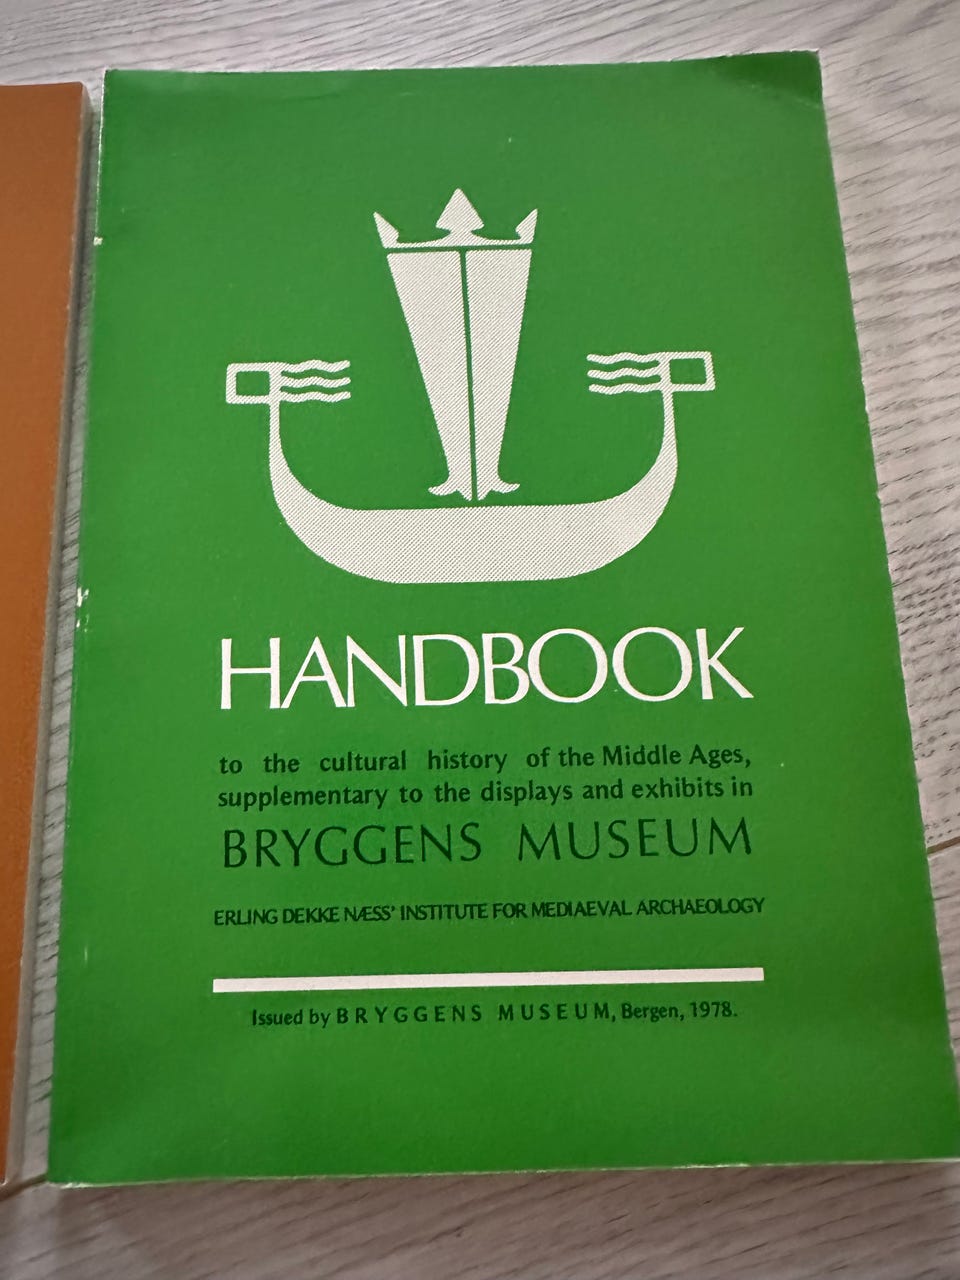 HANDBOOK
to the cultural history of the Middle Ages,
supplementary to the displays and exhibits in
BRYGGENS MUSEUM
ERLING DEKKE NÆSS' INSTITUTE FOR MEDIAEVAL ARCHAEOLOGY
Issued by BRYGGENS MUSEUM, Bergen, 1978.